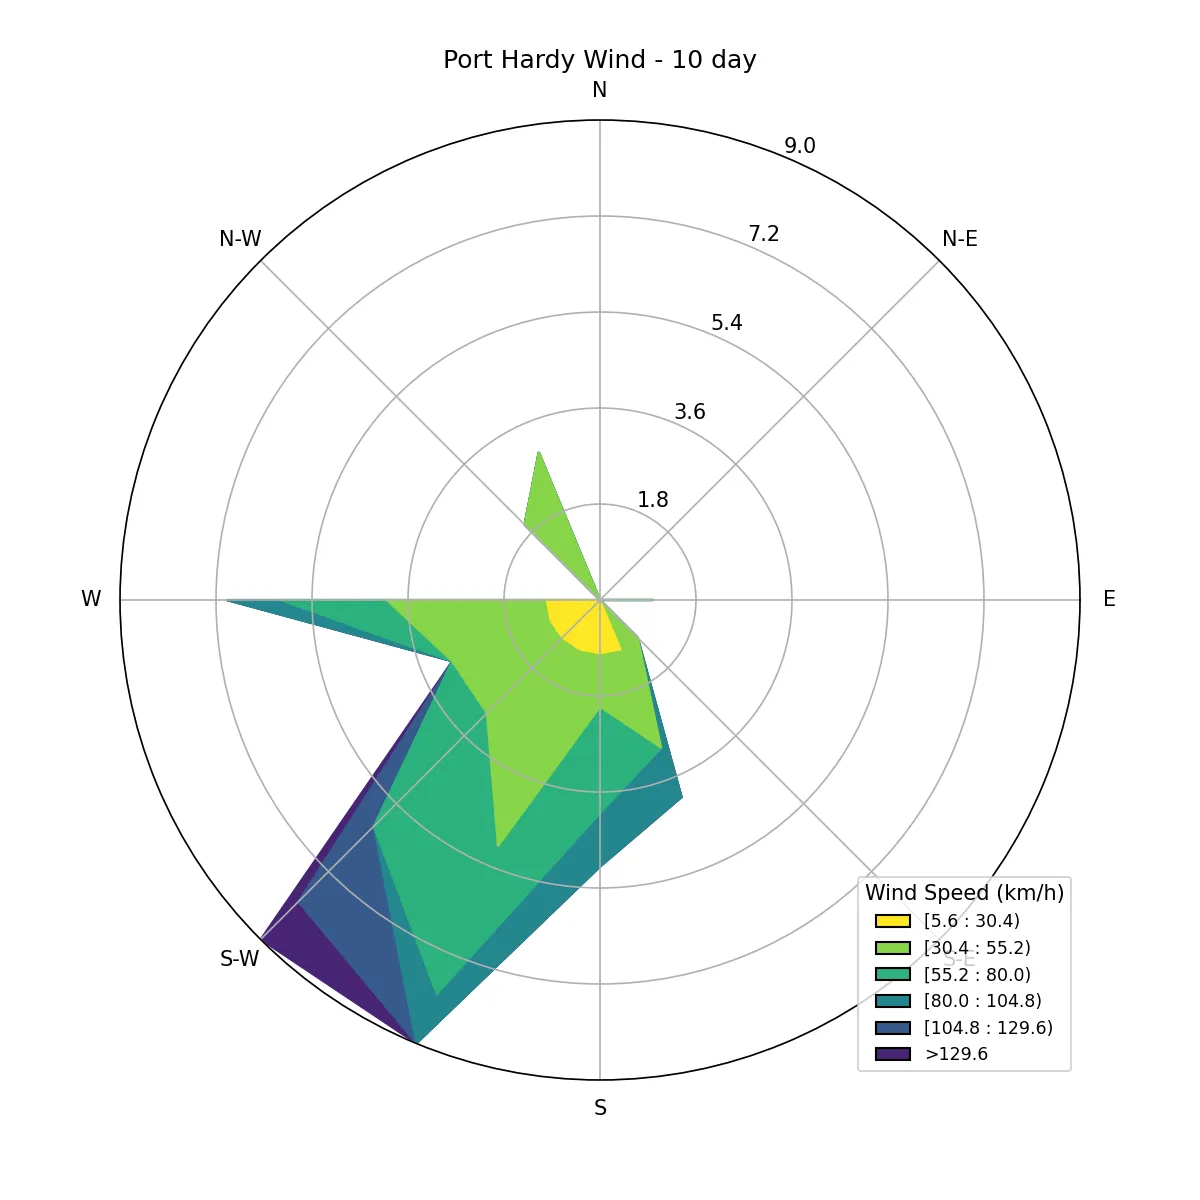 Port Hardy Wind - 10 day
N
9.0
N-W
N-E
7.2
5.4
3.6
1.8
W
E
S-W
S-E
Wind Speed (km/h)
[5.6 : 30.4)
[30.4 : 55.2)
[55.2 : 80.0)
[80.0 : 104.8)
[104.8 : 129.6)
>129.6
S